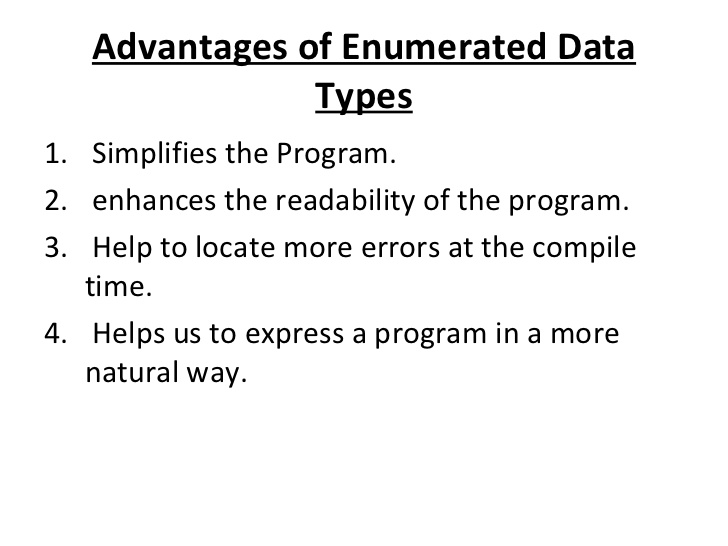 Advantages of Enumerated Data
Types
1. Simplifies the Program.
2. enhances the readability of the program.
3. Help to locate more errors at the compile
time.
4. Helps us to express a program in a more
natural way.